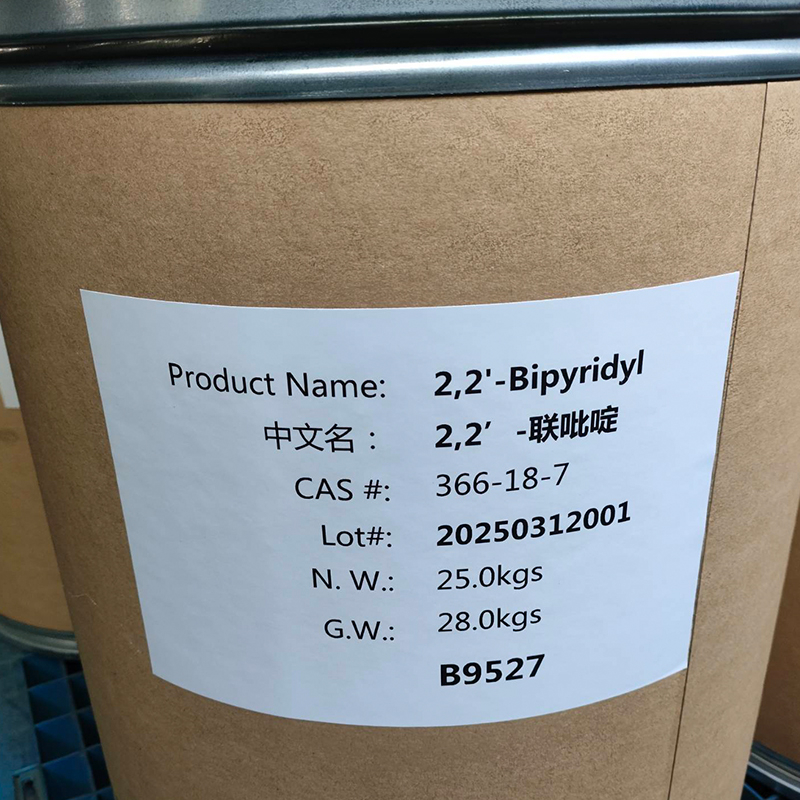 Product Name: 2,2'-Bipyridyl
中文名： 2,2’-联吡啶
CAS #: 366-18-7
Lot#: 20250312001
N. W.: 25.0kgs
G.W.: 28.0kgs
B9527